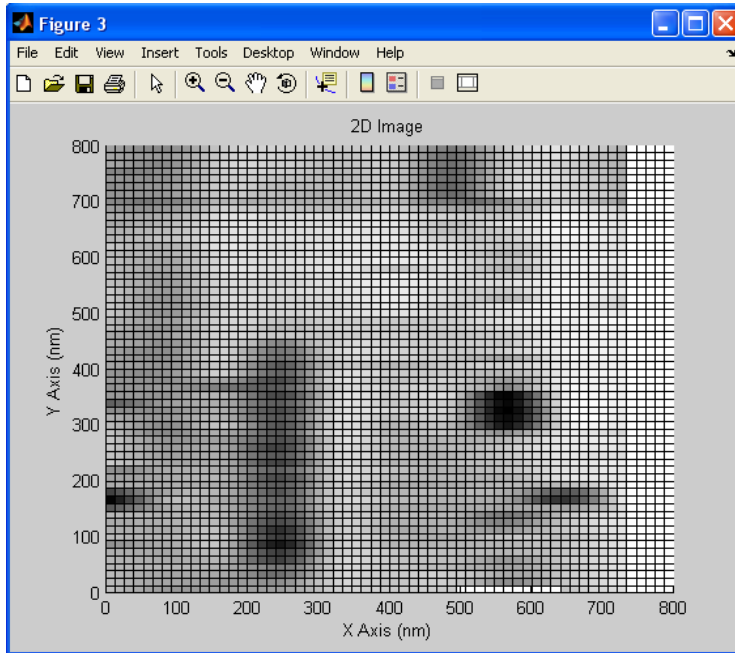 Figure 3
File Edit View Insert Tools Desktop Window Help
2D Image
800
700
600
500
400
300
200
100
0
Y Axis (nm)
0 100 200 300 400 500 600 700 800
X Axis (nm)